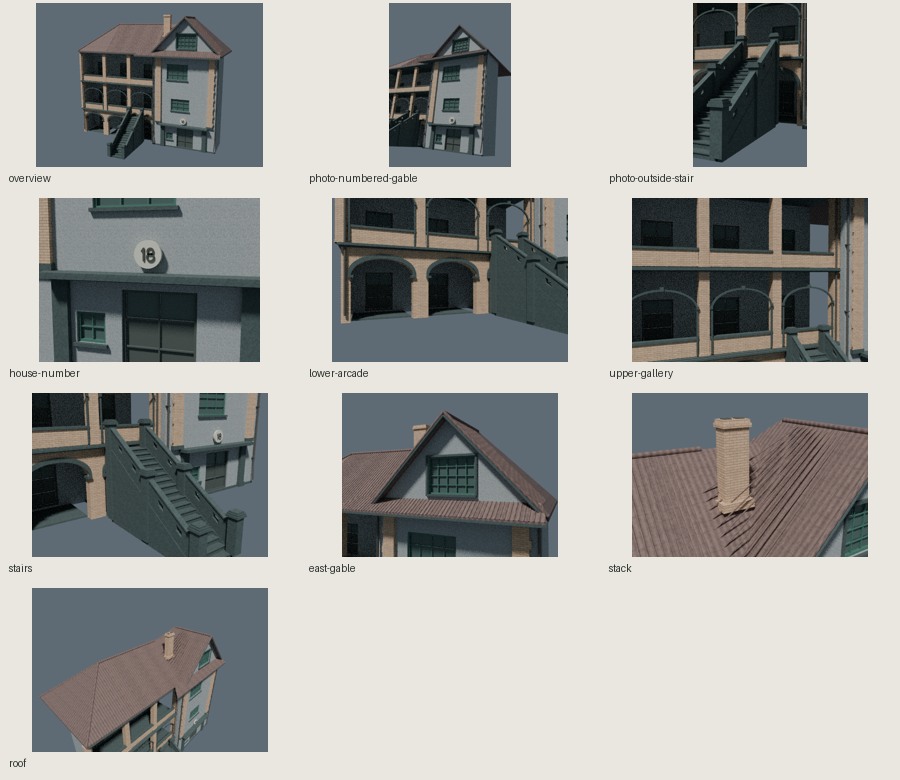 overview
photo-numbered-gable
photo-outside-stair
18
house-number
lower-arcade
upper-gallery
18
stairs
east-gable
stack
roof